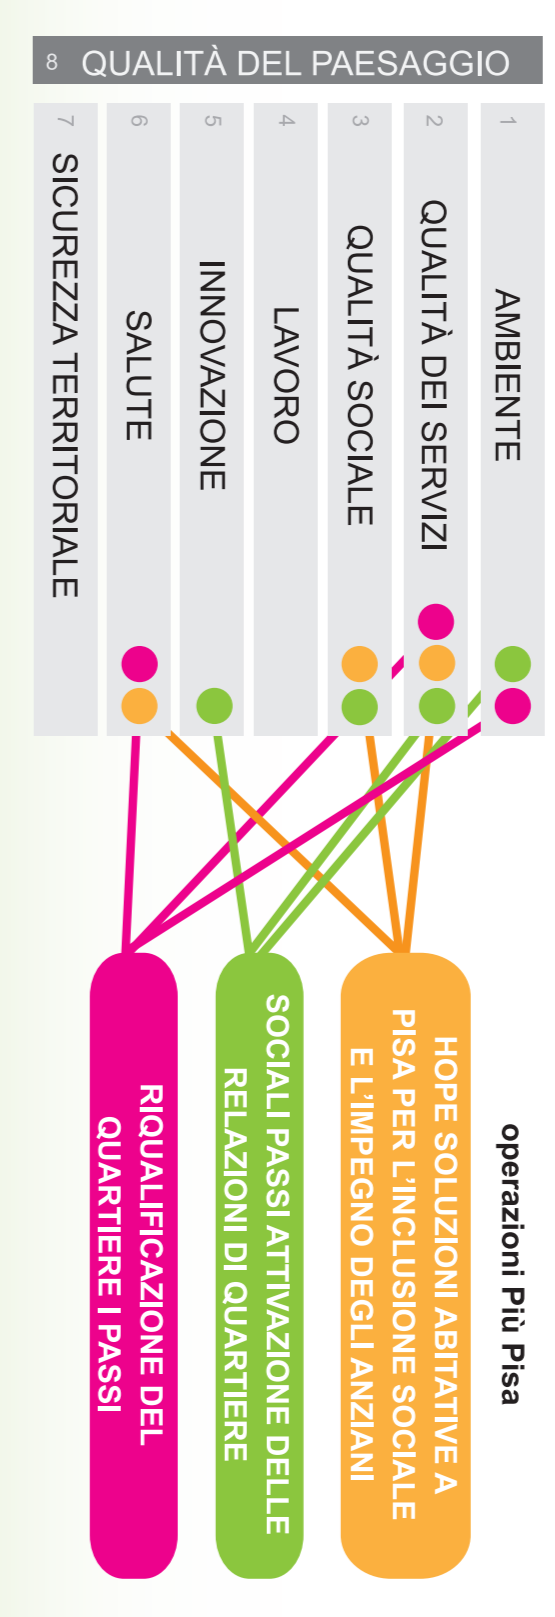 8 QUALITÀ DEL PAESAGGIO
1 AMBIENTE
2 QUALITÀ DEI SERVIZI
3 QUALITÀ SOCIALE
4 LAVORO
5 INNOVAZIONE
6 SALUTE
7 SICUREZZA TERRITORIALE
operazioni Più Pisa
HOPE SOLUZIONI ABITATIVE A
PISA PER L'INCLUSIONE SOCIALE
E L'IMPEGNO DEGLI ANZIANI
SOCIALI PASSI ATTIVAZIONE DELLE
RELAZIONI DI QUARTIERE
RIQUALIFICAZIONE DEL
QUARTIERE I PASSI